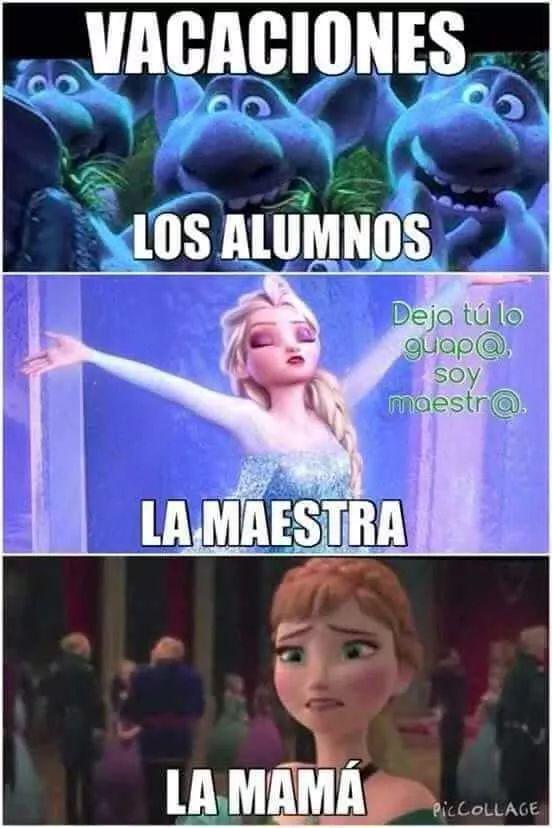 VACACIONES
LOS ALUMNOS
Deja tú lo
guap@,
soy
maestr@.
LA MAESTRA
LA MAMÁ
PiCCOLLAGE